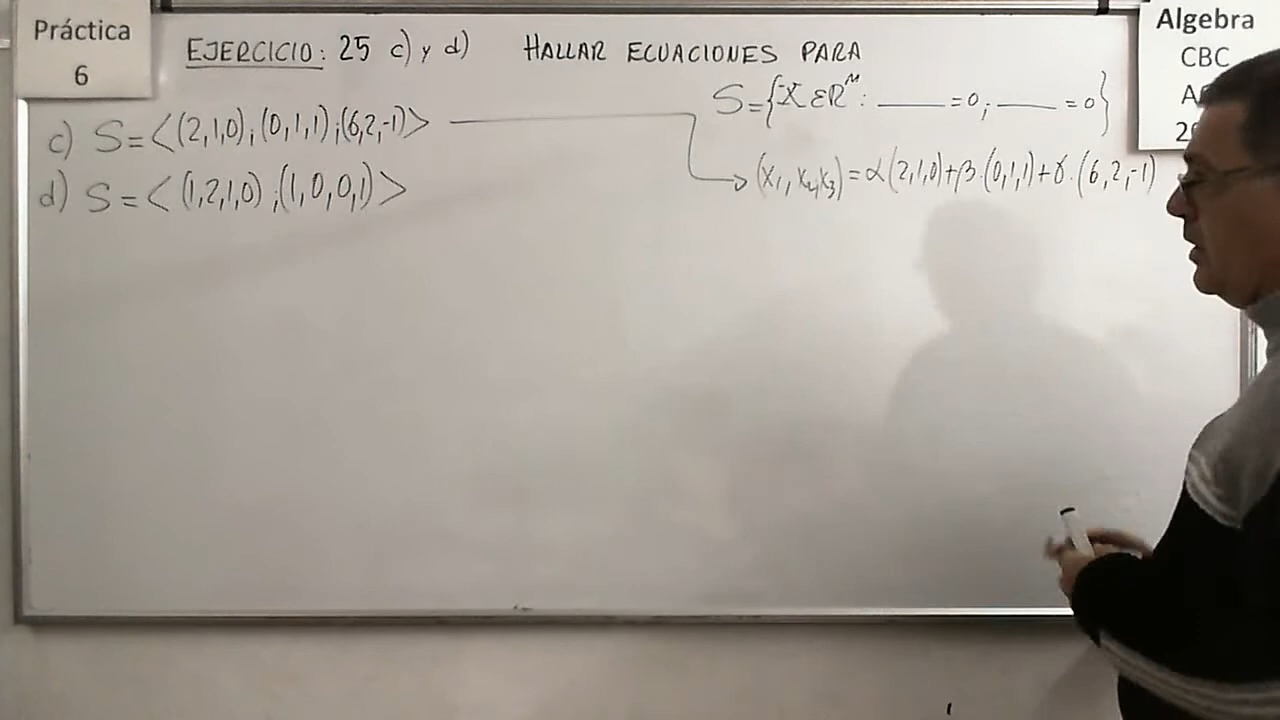 Práctica
6
EJERCICIO: 25 c) y d) HALLAR ECUACIONES PARA
Algebra
CBC
S={X ∈ Rⁿ: ____ =0; ____ =0}
c) S=<(2,1,0);(0,1,1);(6,2,-1)>
(x₁,x₂,x₃)=α(2,1,0)+β.(0,1,1)+γ.(6,2,-1)
d) S=<(1,2,1,0);(1,0,0,1)>